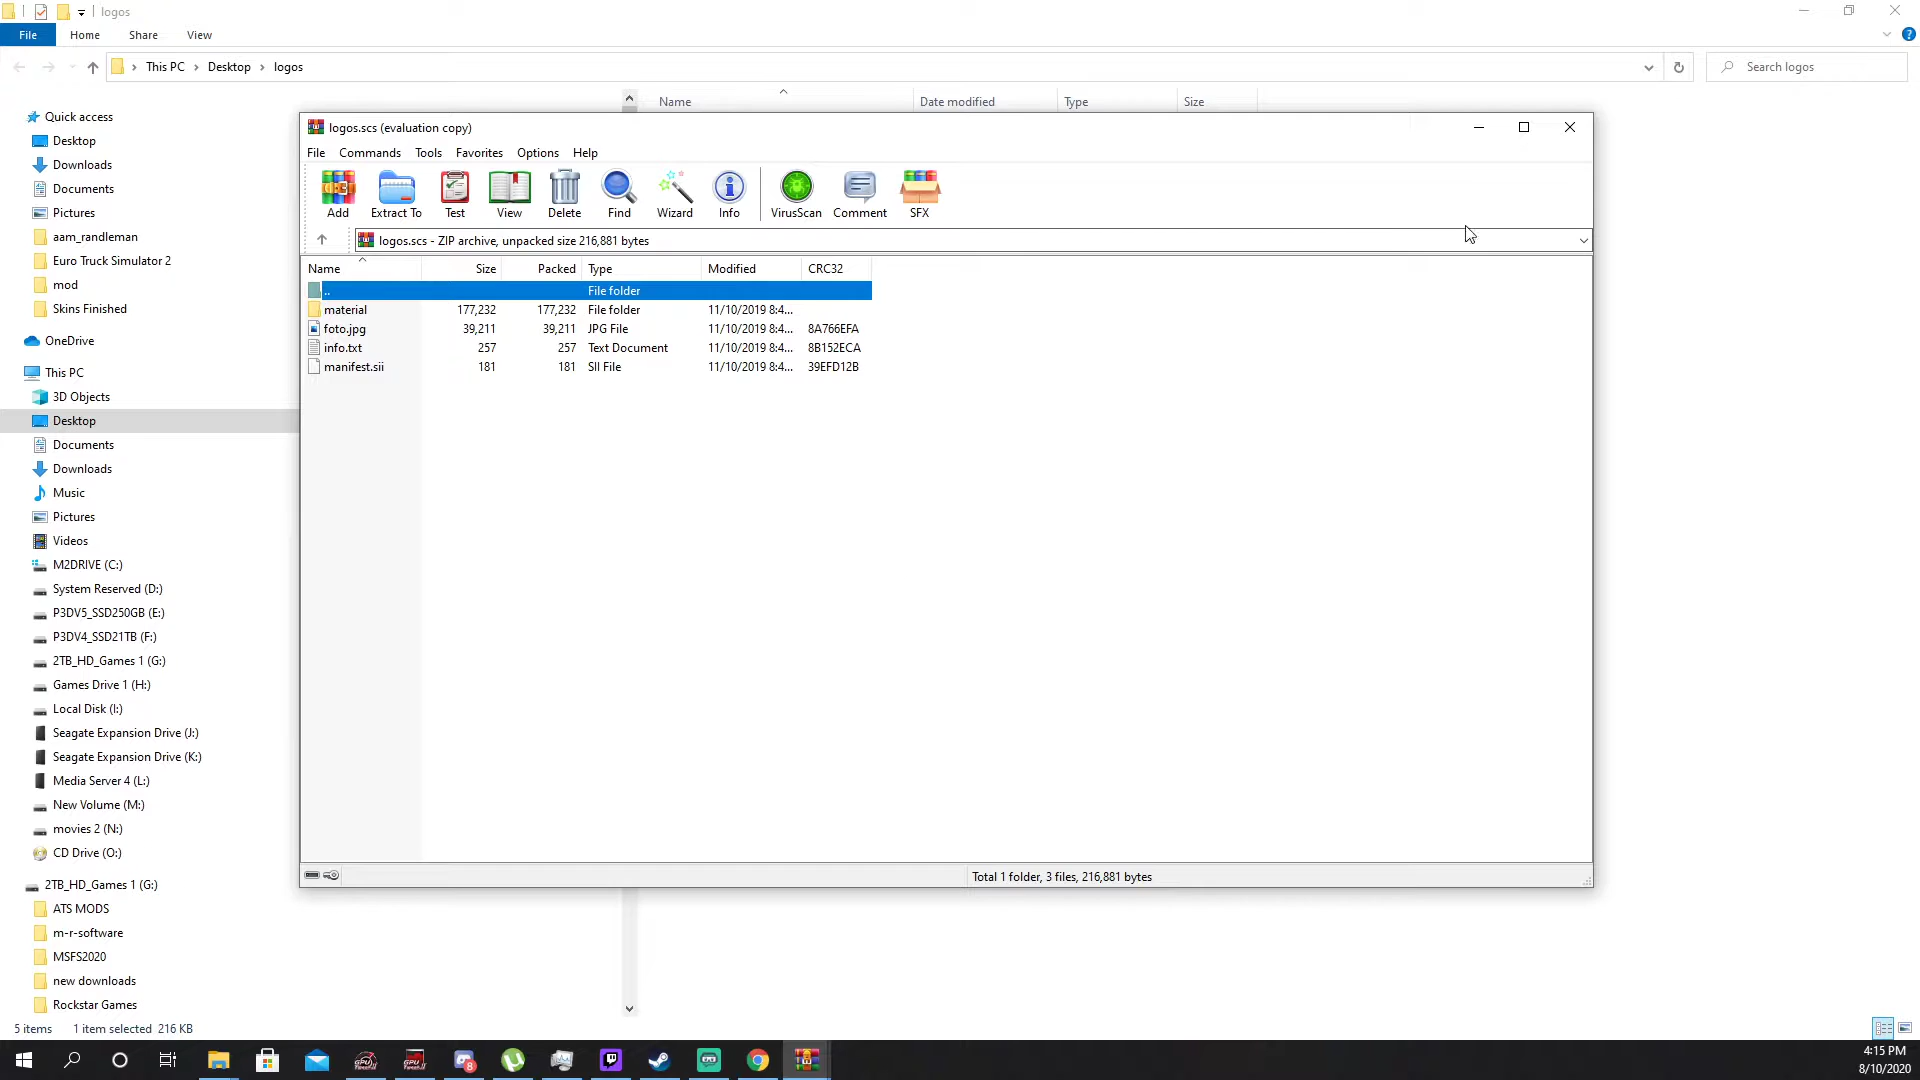 logos
File Home Share View
This PC Desktop logos Search logos
Name Date modified Type Size
Quick access
Desktop
Downloads
Documents
Pictures
aam_randleman
Euro Truck Simulator 2
mod
Skins Finished
OneDrive
This PC
3D Objects
Desktop
Documents
Downloads
Music
Pictures
Videos
M2DRIVE (C:)
System Reserved (D:)
P3DV5_SSD250GB (E:)
P3DV4_SSD21TB (F:)
2TB_HD_Games 1 (G:)
Games Drive 1 (H:)
Local Disk (I:)
Seagate Expansion Drive (J:)
Seagate Expansion Drive (K:)
Media Server 4 (L:)
New Volume (M:)
movies 2 (N:)
CD Drive (O:)
2TB_HD_Games 1 (G:)
ATS MODS
m-r-software
MSFS2020
new downloads
Rockstar Games
5 items 1 item selected 216 KB
logos.scs (evaluation copy)
File Commands Tools Favorites Options Help
Add Extract To Test View Delete Find Wizard Info VirusScan Comment SFX
logos.scs - ZIP archive, unpacked size 216,881 bytes
Name Size Packed Type Modified CRC32
.. File folder
material 177,232 177,232 File folder 11/10/2019 8:4...
foto.jpg 39,211 39,211 JPG File 11/10/2019 8:4... 8A766EFA
info.txt 257 257 Text Document 11/10/2019 8:4... 8B152ECA
manifest.sii 181 181 SII File 11/10/2019 8:4... 39EFD12B
Total 1 folder, 3 files, 216,881 bytes
4:15 PM
8/10/2020